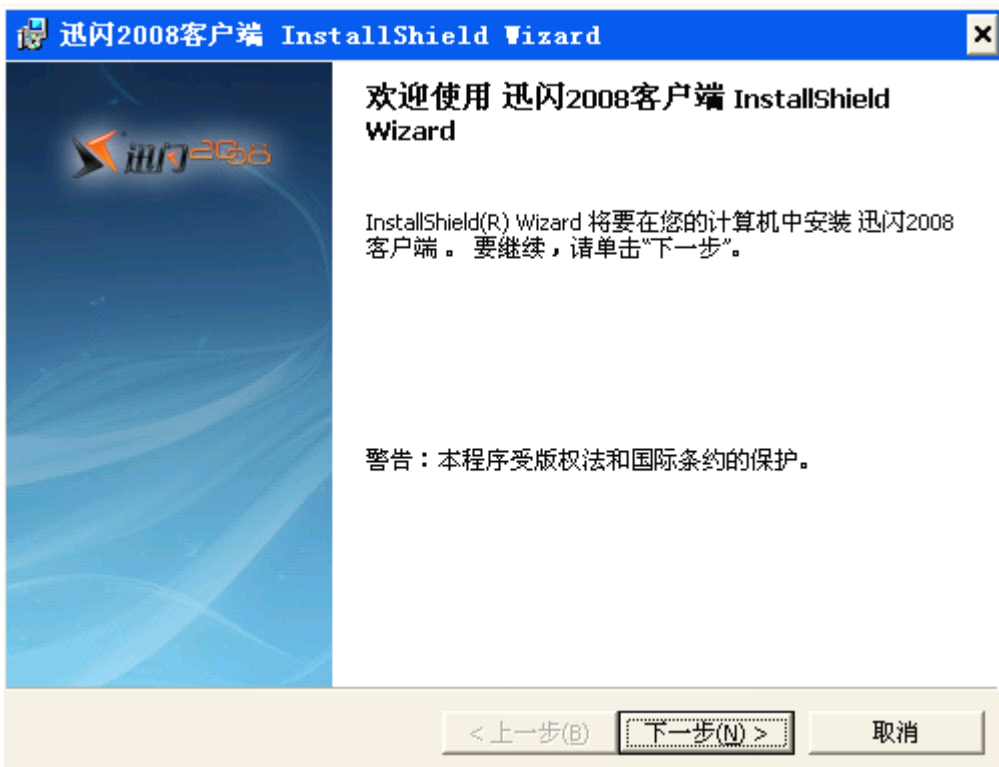 迅闪2008客户端 InstallShield Wizard
迅闪2008
欢迎使用 迅闪2008客户端 InstallShield
Wizard
InstallShield(R) Wizard 将要在您的计算机中安装 迅闪2008
客户端 。 要继续，请单击“下一步”。
警告：本程序受版权法和国际条约的保护。
< 上一步(B)
下一步(N) >
取消